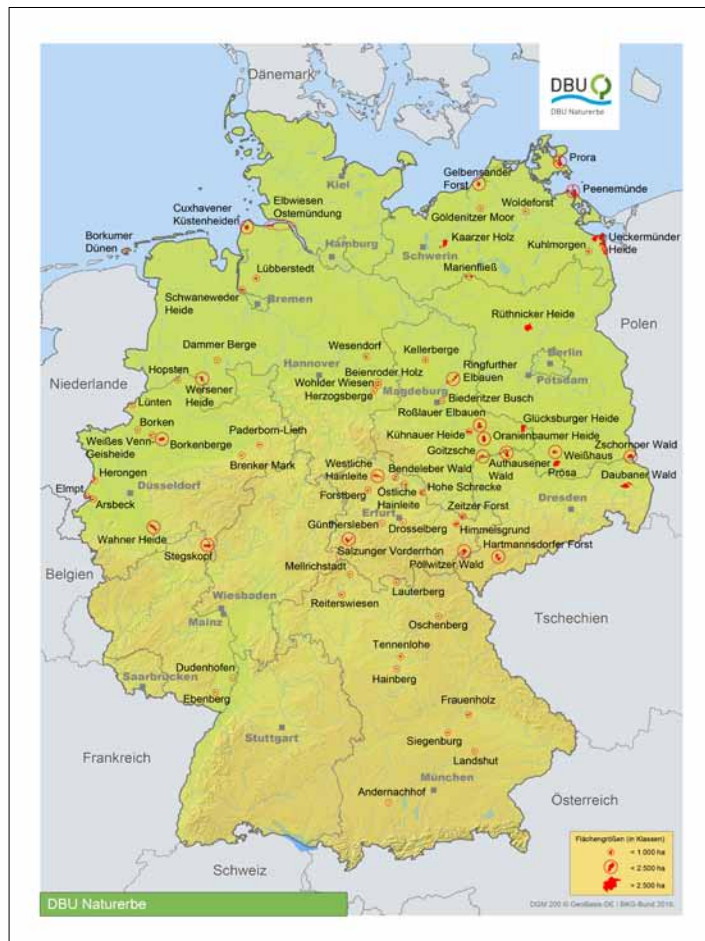 Dänemark
DBU
DBU Naturerbe
Prora
Kiel
Gelbensander
Forst
Peenemünde
Cuxhavener
Küstenheiden
Elbwiesen
Ostemündung
Woldeforst
Göldenitzer Moor
Borkumer
Dünen
Hamburg
Kaarzer Holz
Schwerin
Kuhlmorgen
Ueckermünder
Heide
Lübberstedt
Marienfließ
Schwaneweder
Heide
Bremen
Rüthnicker Heide
Polen
Dammer Berge
Wesendorf
Kellerberge
Berlin
Hopsten
Hannover
Beienroder Holz
Ringfurther
Elbauen
Potsdam
Niederlande
Wersener
Heide
Wohlder Wiesen
Herzogsberge
Magdeburg
Biederitzer Busch
Lünten
Roßlauer Elbauen
Glücksburger Heide
Borken
Paderborn-Lieth
Kühnauer Heide
Oranienbaumer Heide
Zschornoer Wald
Weißes Venn-
Geisheide
Borkenberge
Goitzsche
Weißhaus
Brenker Mark
Westliche
Hainleite
Bendeleber Wald
Authausener
Wald
Prösa
Daubaner Wald
Herongen
Elmpt
Düsseldorf
Arsbeck
Forstberg
Östliche
Hainleite
Hohe Schrecke
Dresden
Erfurt
Zeitzer Forst
Günthersleben
Drosselberg
Himmelsgrund
Wahner Heide
Stegskopf
Salzunger Vorderrhön
Hartmannsdorfer Forst
Pöllwitzer Wald
Belgien
Mellrichstadt
Wiesbaden
Reiterswiesen
Lauterberg
Mainz
Oschenberg
Tschechien
Tennenlohe
Dudenhofen
Hainberg
Saarbrücken
Ebenberg
Frauenholz
Stuttgart
Siegenburg
Frankreich
Landshut
München
Andernachhof
Österreich
Flächengrößen (in Klassen)
< 1.000 ha
< 2.500 ha
> 2.500 ha
Schweiz
DBU Naturerbe
DGM 200 © GeoBasis-DE / BKG-Bund 2016